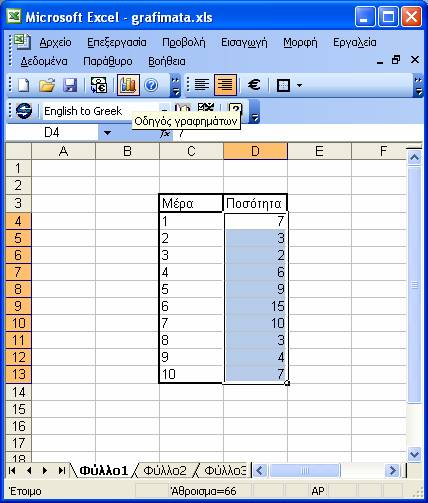 Microsoft Excel - grafimata.xls
Αρχείο Επεξεργασία Προβολή Εισαγωγή Μορφή Εργαλεία
Δεδομένα Παράθυρο Βοήθεια
English to Greek
Οδηγός γραφημάτων
D4 fx 7
A B C D E F
1
2
3 Μέρα Ποσότητα
4 1 7
5 2 3
6 3 2
7 4 6
8 5 9
9 6 15
10 7 10
11 8 3
12 9 4
13 10 7
14
15
16
17
18
Φύλλο1 Φύλλο2 Φύλλο3
Έτοιμο Άθροισμα=66 ΑΡ